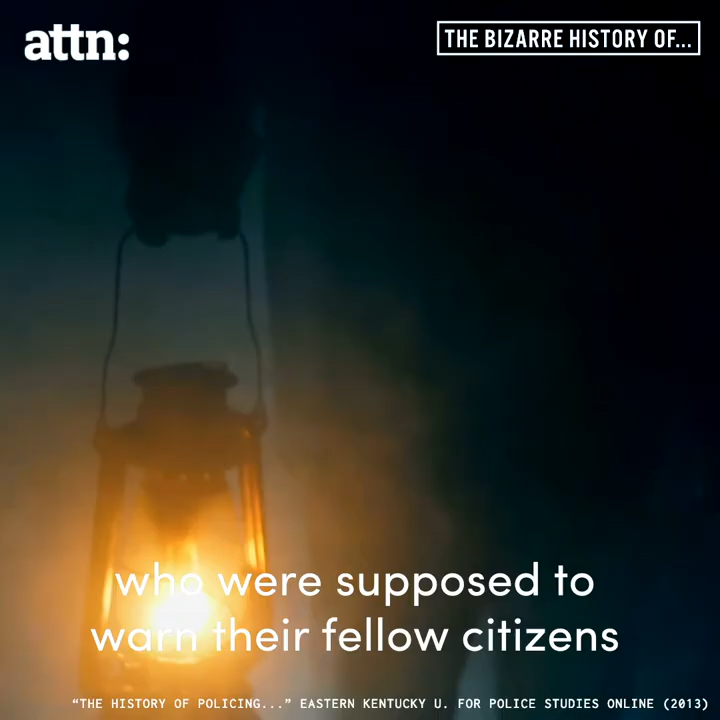 attn:
THE BIZARRE HISTORY OF...
who were supposed to
warn their fellow citizens
“THE HISTORY OF POLICING...” EASTERN KENTUCKY U. FOR POLICE STUDIES ONLINE (2013)